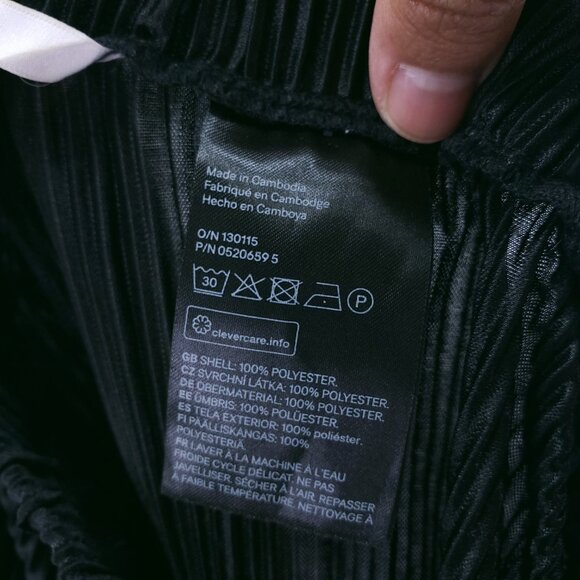 Made in Cambodia
Fabriqué en Cambodge
Hecho en Camboya
O/N 130115
P/N 0520659 5
30
P
clevercare.info
GB SHELL: 100% POLYESTER.
CZ SVRCHNÍ LÁTKA: 100% POLYESTER.
DE OBERMATERIAL: 100% POLYESTER.
EE ÜMBRIS: 100% POLÜESTER.
ES TELA EXTERIOR: 100% poliéster.
FI PÄÄLLISKÄNGAS: 100%
POLYESTERIÄ
FR LAVER À LA MACHINE À L'EAU
FROIDE CYCLE DÉLICAT. NE PAS
JAVELLISER. SÉCHER À L'AIR. REPASSER
À FAIBLE TEMPÉRATURE. NETTOYAGE À